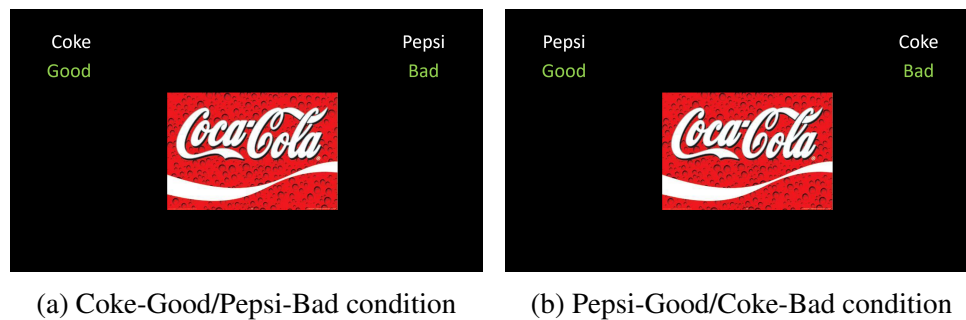 Coke Pepsi
Good Bad
Coca-Cola
(a) Coke-Good/Pepsi-Bad condition
Pepsi Coke
Good Bad
Coca-Cola
(b) Pepsi-Good/Coke-Bad condition